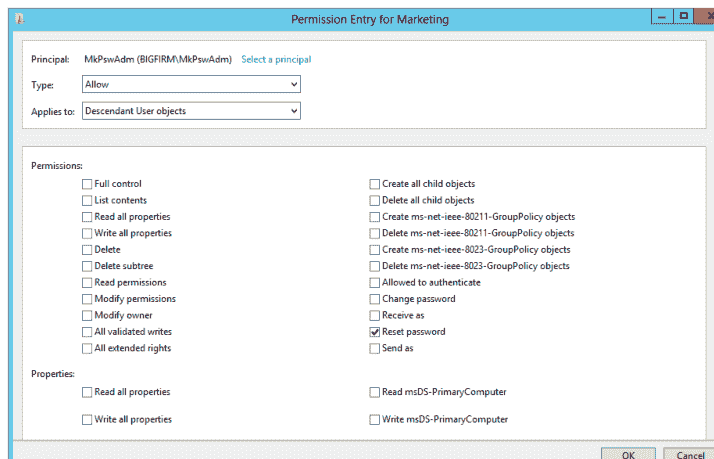 Permission Entry for Marketing
Principal: MkPswAdm (BIGFIRM\MkPswAdm) Select a principal
Type: Allow
Applies to: Descendant User objects
Permissions:
Full control Create all child objects
List contents Delete all child objects
Read all properties Create ms-net-ieee-80211-GroupPolicy objects
Write all properties Delete ms-net-ieee-80211-GroupPolicy objects
Delete Create ms-net-ieee-8023-GroupPolicy objects
Delete subtree Delete ms-net-ieee-8023-GroupPolicy objects
Read permissions Allowed to authenticate
Modify permissions Change password
Modify owner Receive as
All validated writes Reset password
All extended rights Send as
Properties:
Read all properties Read msDS-PrimaryComputer
Write all properties Write msDS-PrimaryComputer
OK Cancel